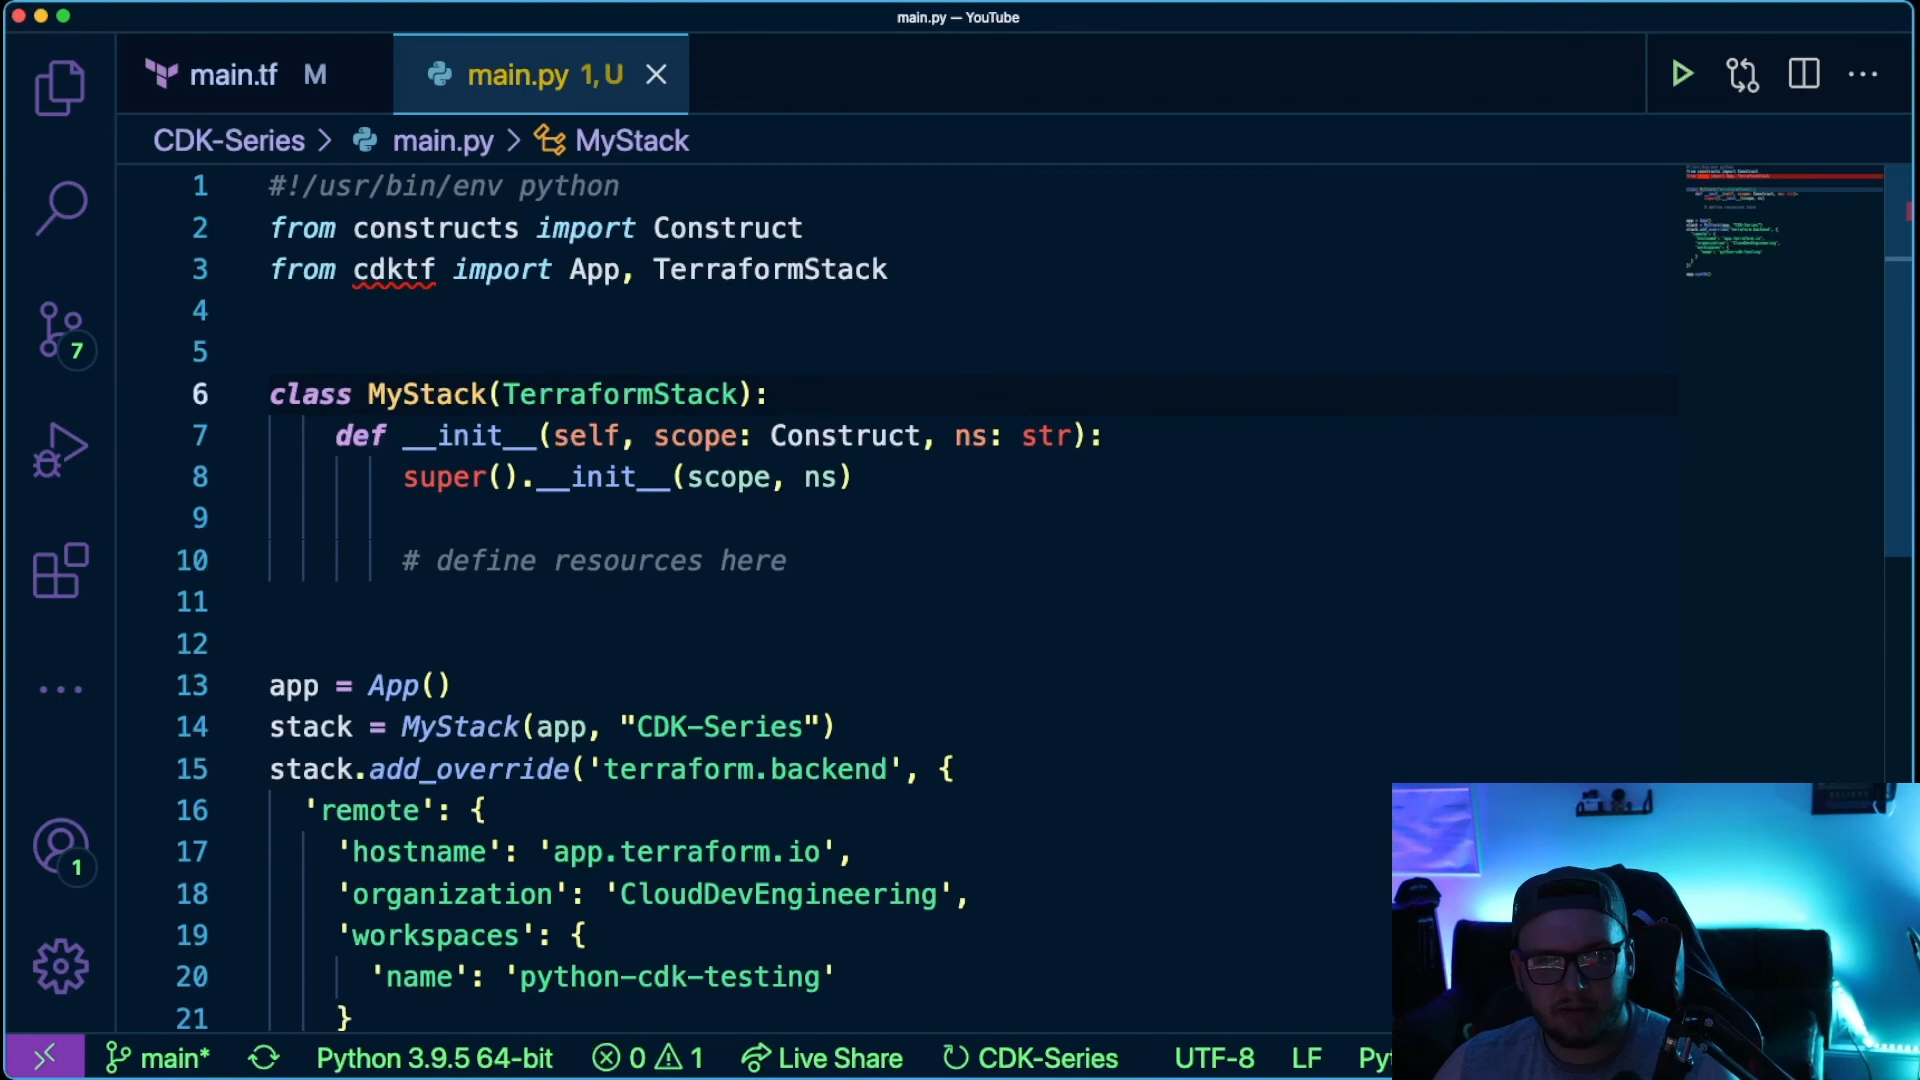 main.py — YouTube
main.tf M
main.py 1, U
CDK-Series > main.py > MyStack
1 #!/usr/bin/env python
2 from constructs import Construct
3 from cdktf import App, TerraformStack
4
5
6 class MyStack(TerraformStack):
7 def __init__(self, scope: Construct, ns: str):
8 super().__init__(scope, ns)
9
10 # define resources here
11
12
13 app = App()
14 stack = MyStack(app, "CDK-Series")
15 stack.add_override('terraform.backend', {
16 'remote': {
17 'hostname': 'app.terraform.io',
18 'organization': 'CloudDevEngineering',
19 'workspaces': {
20 'name': 'python-cdk-testing'
21 }
7
1
main* Python 3.9.5 64-bit 0 1 Live Share CDK-Series UTF-8 LF